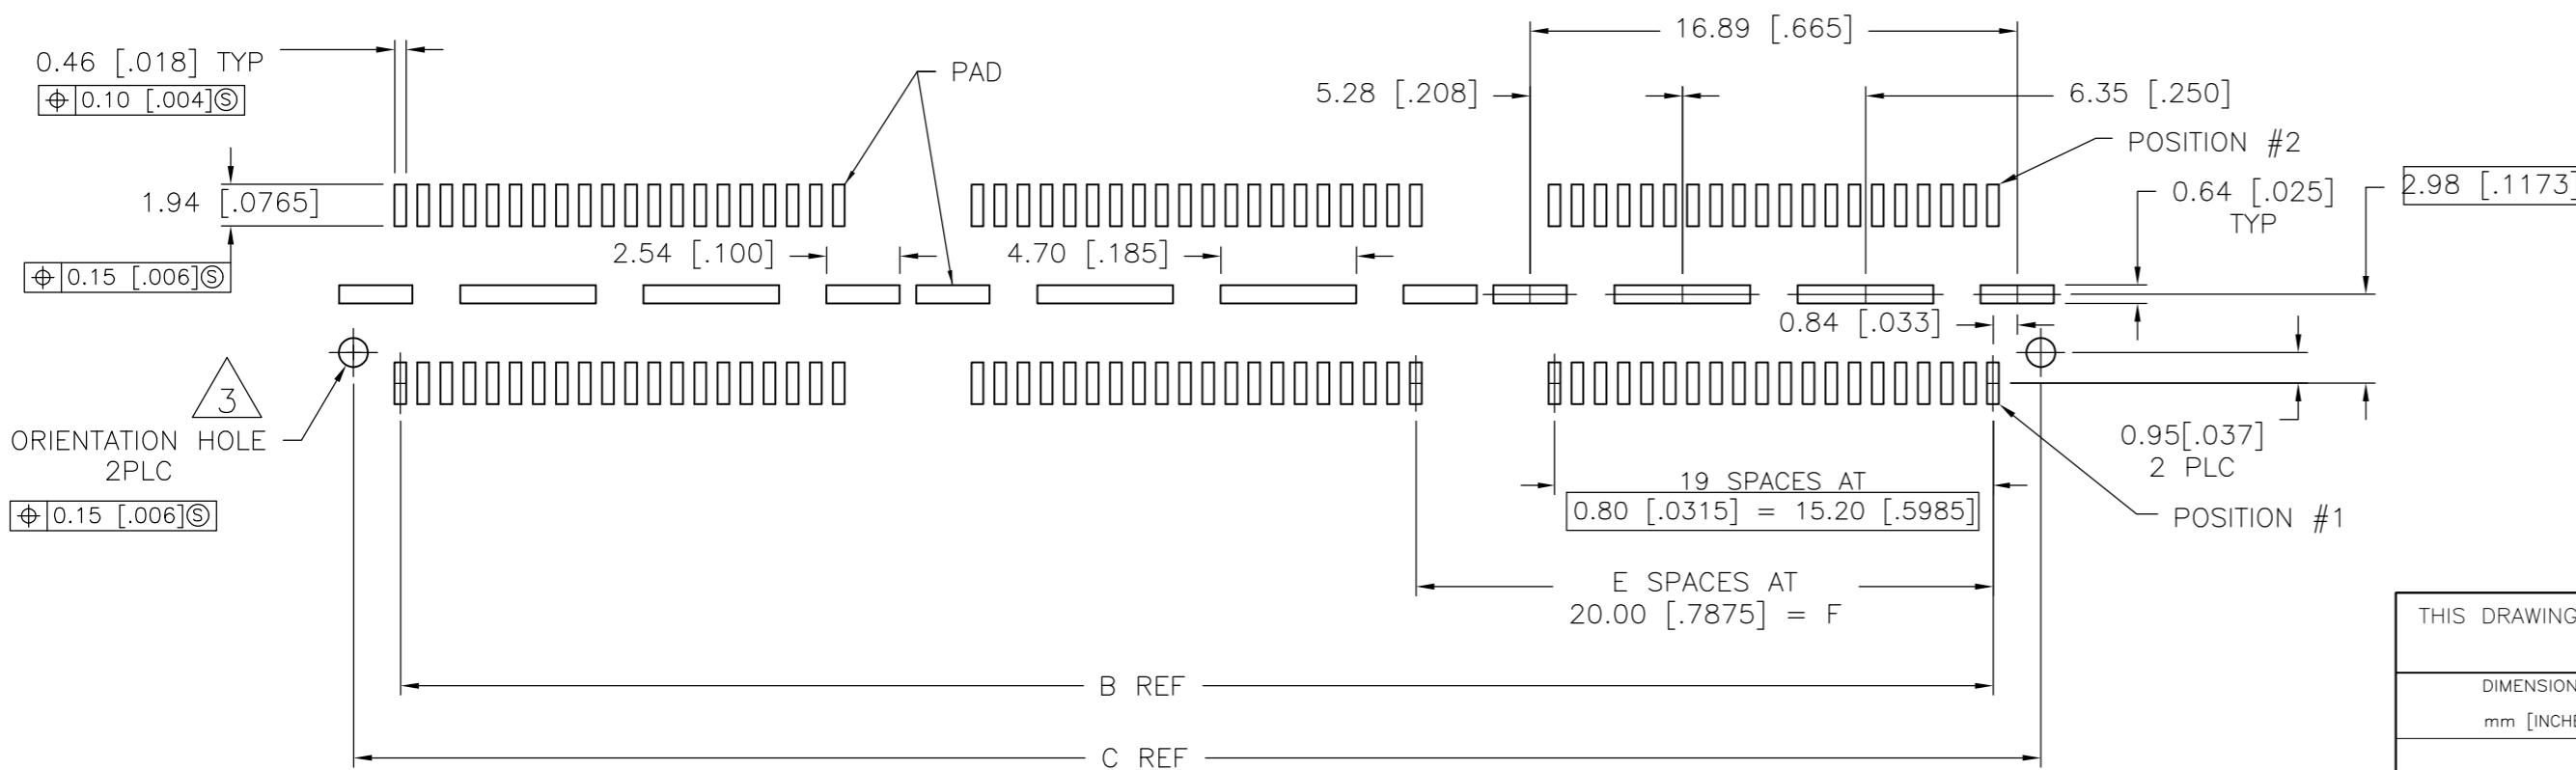 16.89 [.665]
0.46 [.018] TYP
⌖ 0.10 [.004]Ⓢ
PAD
5.28 [.208]
6.35 [.250]
POSITION #2
1.94 [.0765]
0.64 [.025]
TYP
2.98 [.1173]
⌖ 0.15 [.006]Ⓢ
2.54 [.100]
4.70 [.185]
0.84 [.033]
3
ORIENTATION HOLE
2PLC
⌖ 0.15 [.006]Ⓢ
0.95[.037]
2 PLC
19 SPACES AT
0.80 [.0315] = 15.20 [.5985]
POSITION #1
E SPACES AT
20.00 [.7875] = F
THIS DRAWING
B REF
DIMENSION
mm [INCHE
C REF